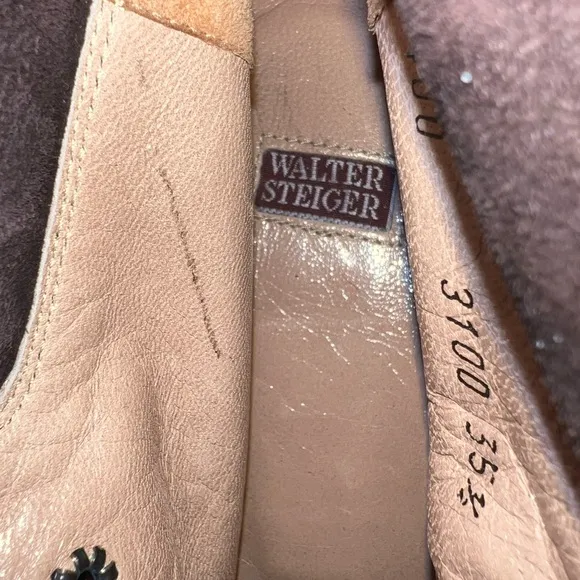 WALTER
STEIGER
3100 35½